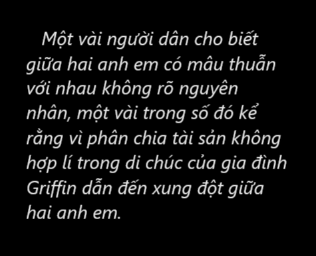 Một vài người dân cho biết
giữa hai anh em có mâu thuẫn
với nhau không rõ nguyên
nhân, một vài trong số đó kể
rằng vì phân chia tài sản không
hợp lí trong di chúc của gia đình
Griffin dẫn đến xung đột giữa
hai anh em.